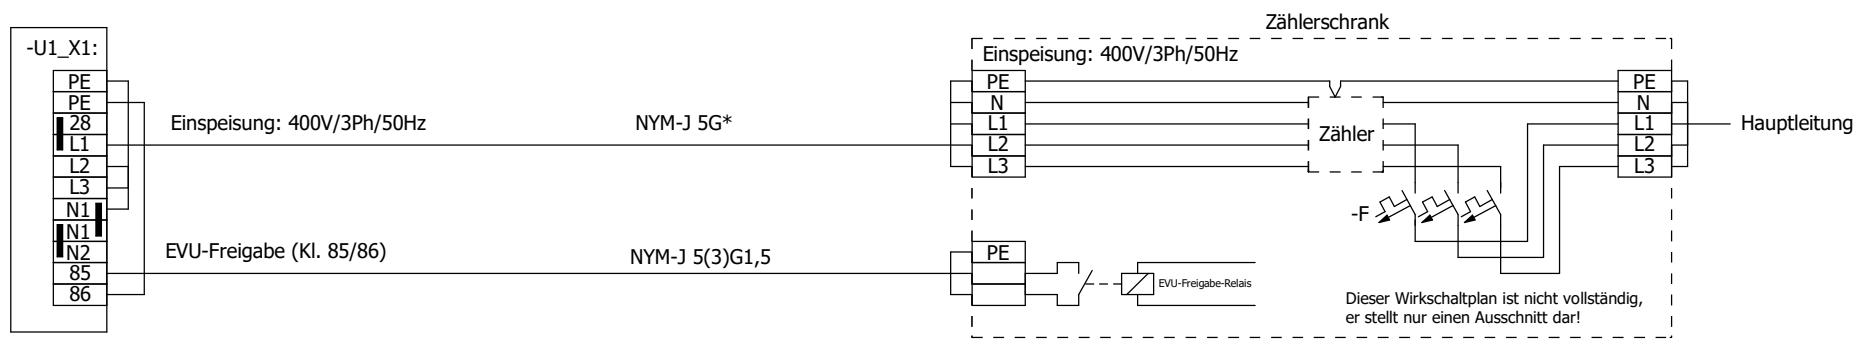 Zählerschrank
-U1_X1:
PE
PE
28
L1
L2
L3
N1
N1
N2
85
86
Einspeisung: 400V/3Ph/50Hz
NYM-J 5G*
EVU-Freigabe (Kl. 85/86)
NYM-J 5(3)G1,5
Einspeisung: 400V/3Ph/50Hz
PE
N
L1
L2
L3
Zähler
PE
N
L1
L2
L3
Hauptleitung
-F
PE
EVU-Freigabe-Relais
Dieser Wirkschaltplan ist nicht vollständig,
er stellt nur einen Ausschnitt dar!